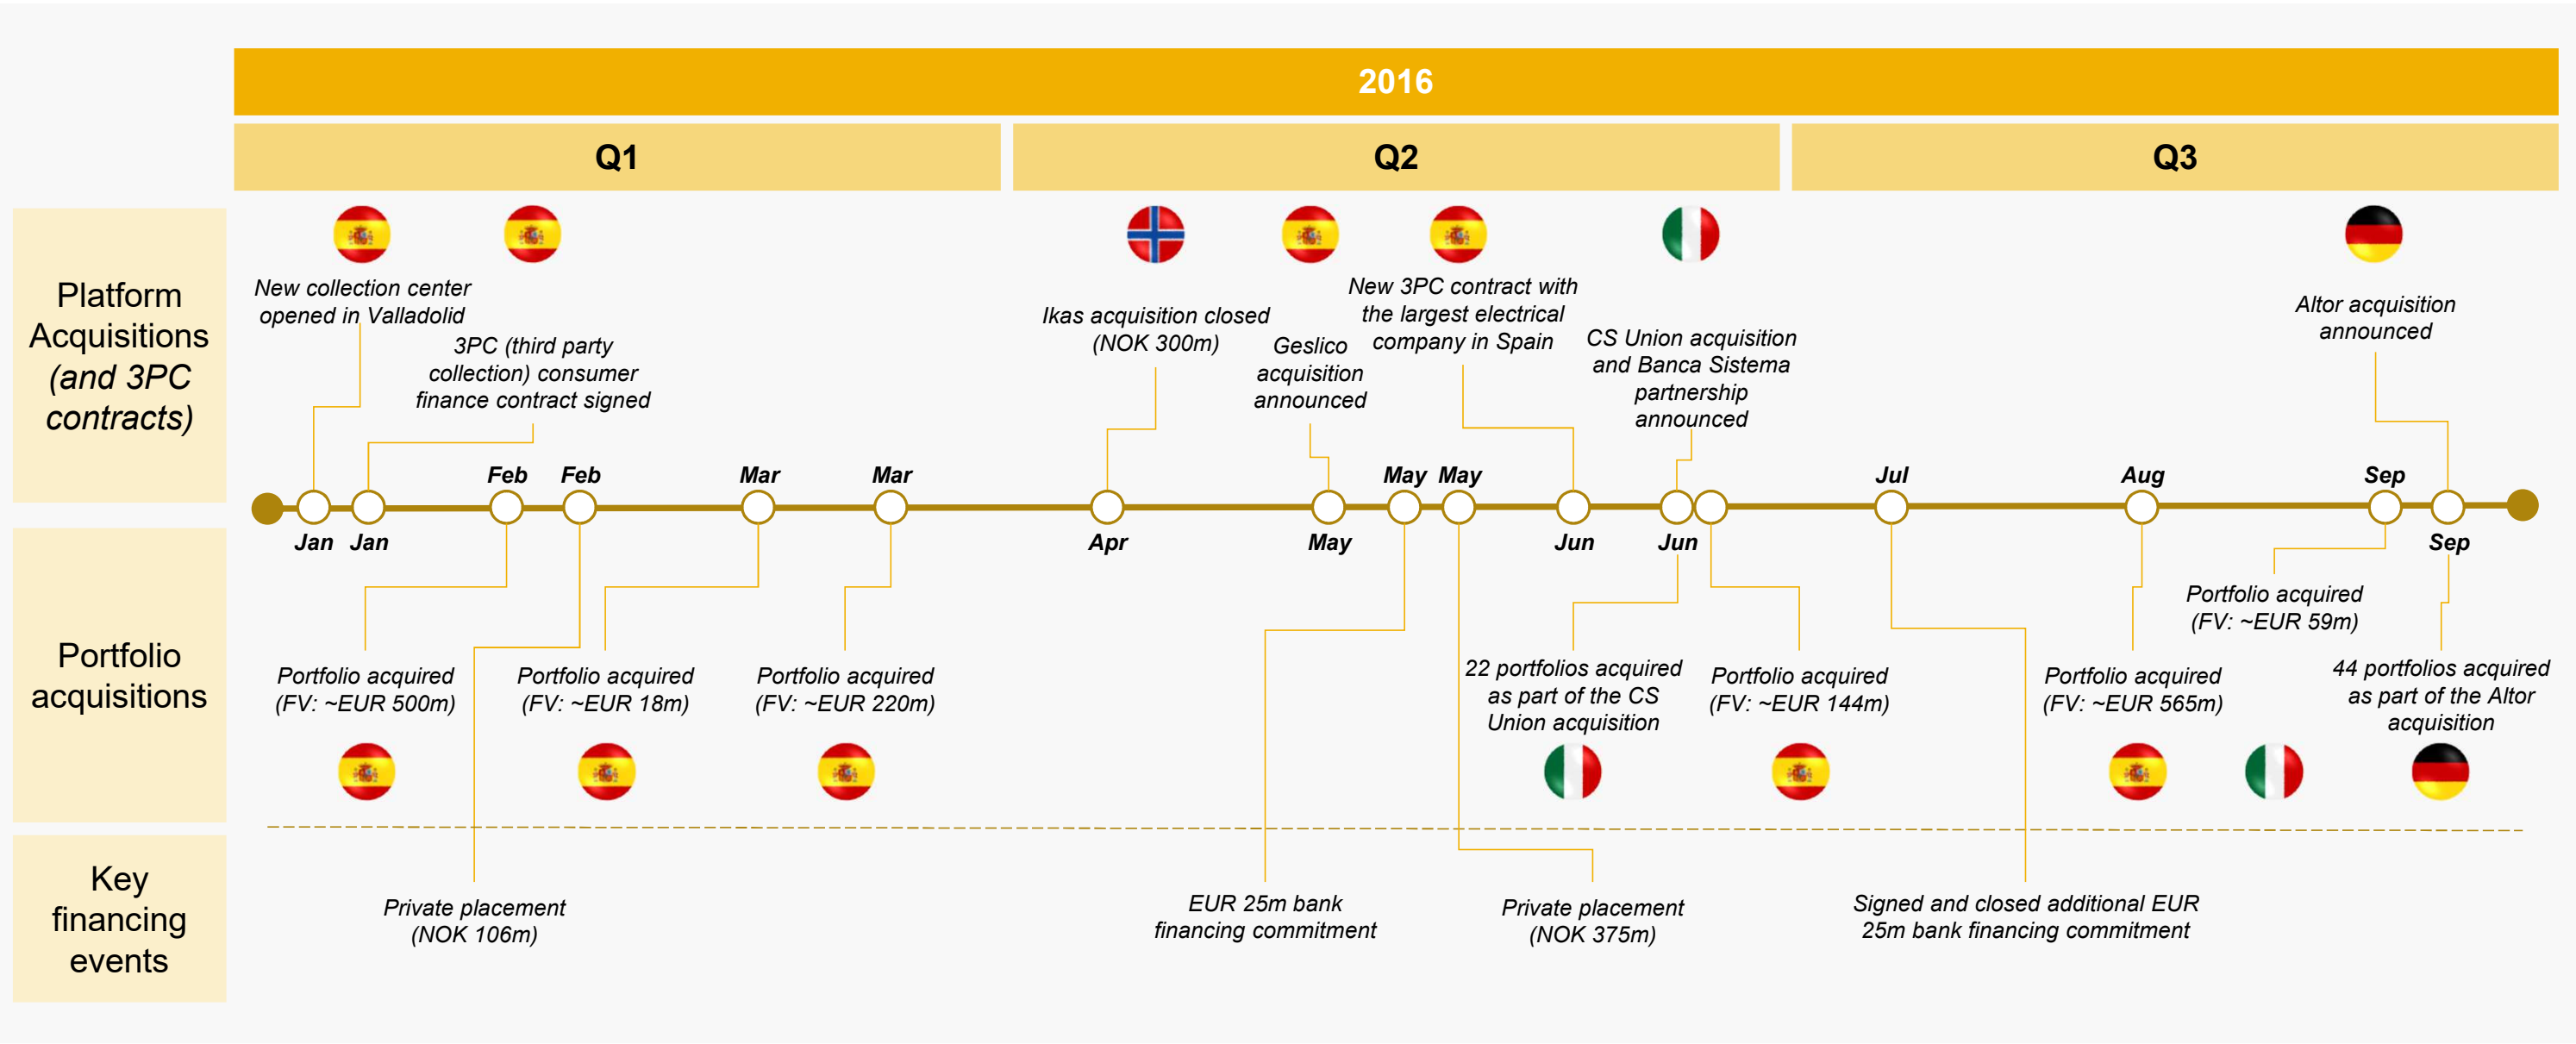 2016
Q1
Q2
Q3
Platform
Acquisitions
(and 3PC
contracts)
New collection center
opened in Valladolid
3PC (third party
collection) consumer
finance contract signed
Ikas acquisition closed
(NOK 300m)
Geslico
acquisition
announced
New 3PC contract with
the largest electrical
company in Spain
CS Union acquisition
and Banca Sistema
partnership
announced
Altor acquisition
announced
Feb
Feb
Mar
Mar
May
May
Jul
Aug
Sep
Jan
Jan
Apr
May
Jun
Jun
Sep
Portfolio
acquisitions
Portfolio acquired
(FV: ~EUR 500m)
Portfolio acquired
(FV: ~EUR 18m)
Portfolio acquired
(FV: ~EUR 220m)
22 portfolios acquired
as part of the CS
Union acquisition
Portfolio acquired
(FV: ~EUR 144m)
Portfolio acquired
(FV: ~EUR 565m)
Portfolio acquired
(FV: ~EUR 59m)
44 portfolios acquired
as part of the Altor
acquisition
Key
financing
events
Private placement
(NOK 106m)
EUR 25m bank
financing commitment
Private placement
(NOK 375m)
Signed and closed additional EUR
25m bank financing commitment